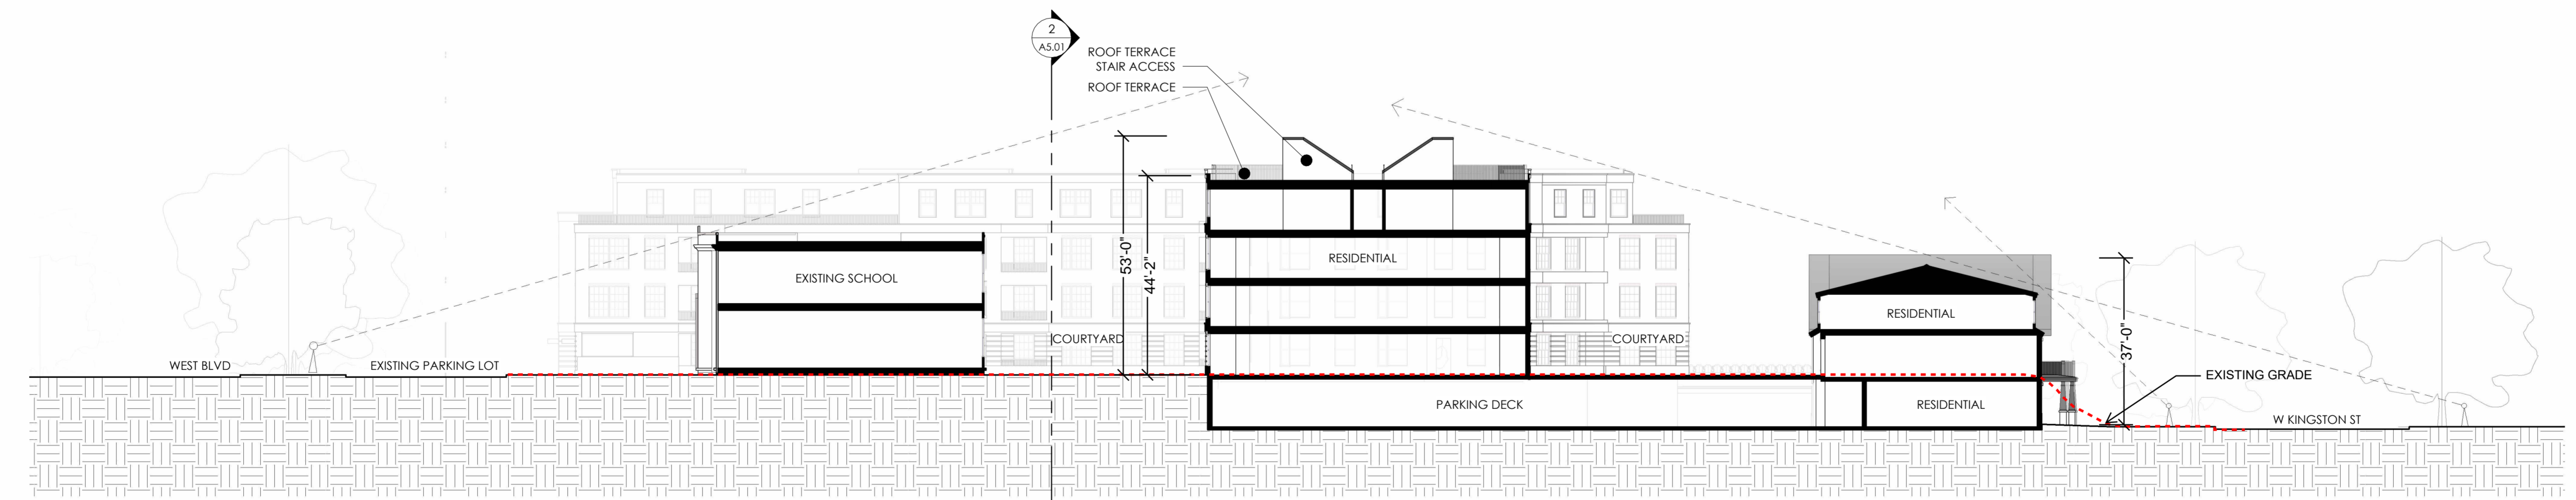 2
A5.01
ROOF TERRACE
STAIR ACCESS
ROOF TERRACE
53'-0"
44'-2"
EXISTING SCHOOL
RESIDENTIAL
RESIDENTIAL
COURTYARD
COURTYARD
37'-0"
WEST BLVD
EXISTING PARKING LOT
EXISTING GRADE
PARKING DECK
RESIDENTIAL
W KINGSTON ST